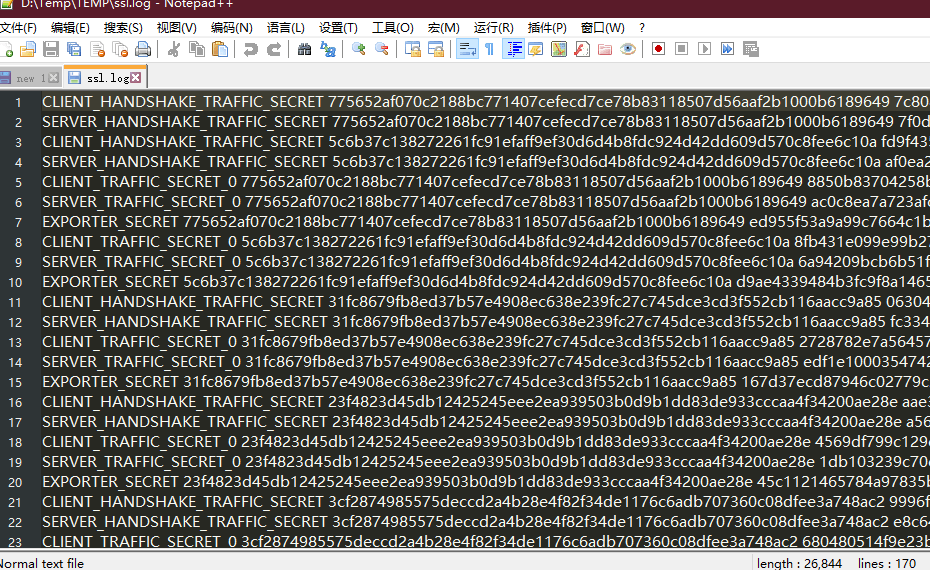 D:\Temp\TEMP\ssl.log - Notepad++
文件(F) 编辑(E) 搜索(S) 视图(V) 编码(N) 语言(L) 设置(T) 工具(O) 宏(M) 运行(R) 插件(P) 窗口(W) ?
new 1 ssl.log
1 CLIENT_HANDSHAKE_TRAFFIC_SECRET 775652af070c2188bc771407cefecd7ce78b83118507d56aaf2b1000b6189649 7c80
2 SERVER_HANDSHAKE_TRAFFIC_SECRET 775652af070c2188bc771407cefecd7ce78b83118507d56aaf2b1000b6189649 7f0d
3 CLIENT_HANDSHAKE_TRAFFIC_SECRET 5c6b37c138272261fc91efaff9ef30d6d4b8fdc924d42dd609d570c8fee6c10a fd9f43
4 SERVER_HANDSHAKE_TRAFFIC_SECRET 5c6b37c138272261fc91efaff9ef30d6d4b8fdc924d42dd609d570c8fee6c10a af0ea2
5 CLIENT_TRAFFIC_SECRET_0 775652af070c2188bc771407cefecd7ce78b83118507d56aaf2b1000b6189649 8850b83704258b
6 SERVER_TRAFFIC_SECRET_0 775652af070c2188bc771407cefecd7ce78b83118507d56aaf2b1000b6189649 ac0c8ea7a723af
7 EXPORTER_SECRET 775652af070c2188bc771407cefecd7ce78b83118507d56aaf2b1000b6189649 ed955f53a9a99c7664c1b
8 CLIENT_TRAFFIC_SECRET_0 5c6b37c138272261fc91efaff9ef30d6d4b8fdc924d42dd609d570c8fee6c10a 8fb431e099e99b27
9 SERVER_TRAFFIC_SECRET_0 5c6b37c138272261fc91efaff9ef30d6d4b8fdc924d42dd609d570c8fee6c10a 6a94209bcb6b51f
10 EXPORTER_SECRET 5c6b37c138272261fc91efaff9ef30d6d4b8fdc924d42dd609d570c8fee6c10a d9ae4339484b3fc9f8a1465
11 CLIENT_HANDSHAKE_TRAFFIC_SECRET 31fc8679fb8ed37b57e4908ec638e239fc27c745dce3cd3f552cb116aacc9a85 06304
12 SERVER_HANDSHAKE_TRAFFIC_SECRET 31fc8679fb8ed37b57e4908ec638e239fc27c745dce3cd3f552cb116aacc9a85 fc334
13 CLIENT_TRAFFIC_SECRET_0 31fc8679fb8ed37b57e4908ec638e239fc27c745dce3cd3f552cb116aacc9a85 2728782e7a56457
14 SERVER_TRAFFIC_SECRET_0 31fc8679fb8ed37b57e4908ec638e239fc27c745dce3cd3f552cb116aacc9a85 edf1e1000354742
15 EXPORTER_SECRET 31fc8679fb8ed37b57e4908ec638e239fc27c745dce3cd3f552cb116aacc9a85 167d37ecd87946c02779c
16 CLIENT_HANDSHAKE_TRAFFIC_SECRET 23f4823d45db12425eee2ea939503b0d9b1dd83de933cccaa4f34200ae28e aae3
17 SERVER_HANDSHAKE_TRAFFIC_SECRET 23f4823d45db12425eee2ea939503b0d9b1dd83de933cccaa4f34200ae28e a56
18 CLIENT_TRAFFIC_SECRET_0 23f4823d45db12425eee2ea939503b0d9b1dd83de933cccaa4f34200ae28e 4569df799c129
19 SERVER_TRAFFIC_SECRET_0 23f4823d45db12425eee2ea939503b0d9b1dd83de933cccaa4f34200ae28e 1db103239c70
20 EXPORTER_SECRET 23f4823d45db12425eee2ea939503b0d9b1dd83de933cccaa4f34200ae28e 45c1121465784a97835b
21 CLIENT_HANDSHAKE_TRAFFIC_SECRET 3cf2874985575deccd2a4b28e4f82f34de1176c6adb707360c08dfee3a748ac2 9996f
22 SERVER_HANDSHAKE_TRAFFIC_SECRET 3cf2874985575deccd2a4b28e4f82f34de1176c6adb707360c08dfee3a748ac2 e8c64
23 CLIENT_TRAFFIC_SECRET_0 3cf2874985575deccd2a4b28e4f82f34de1176c6adb707360c08dfee3a748ac2 680480514f9e23b
Normal text file length : 26,844 lines : 170